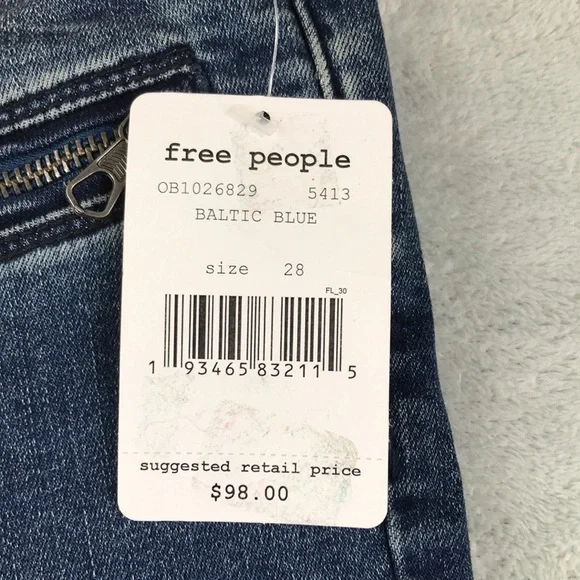 free people
OB1026829 5413
BALTIC BLUE
size 28
FL_30
1 93465 83211 5
suggested retail price
$98.00